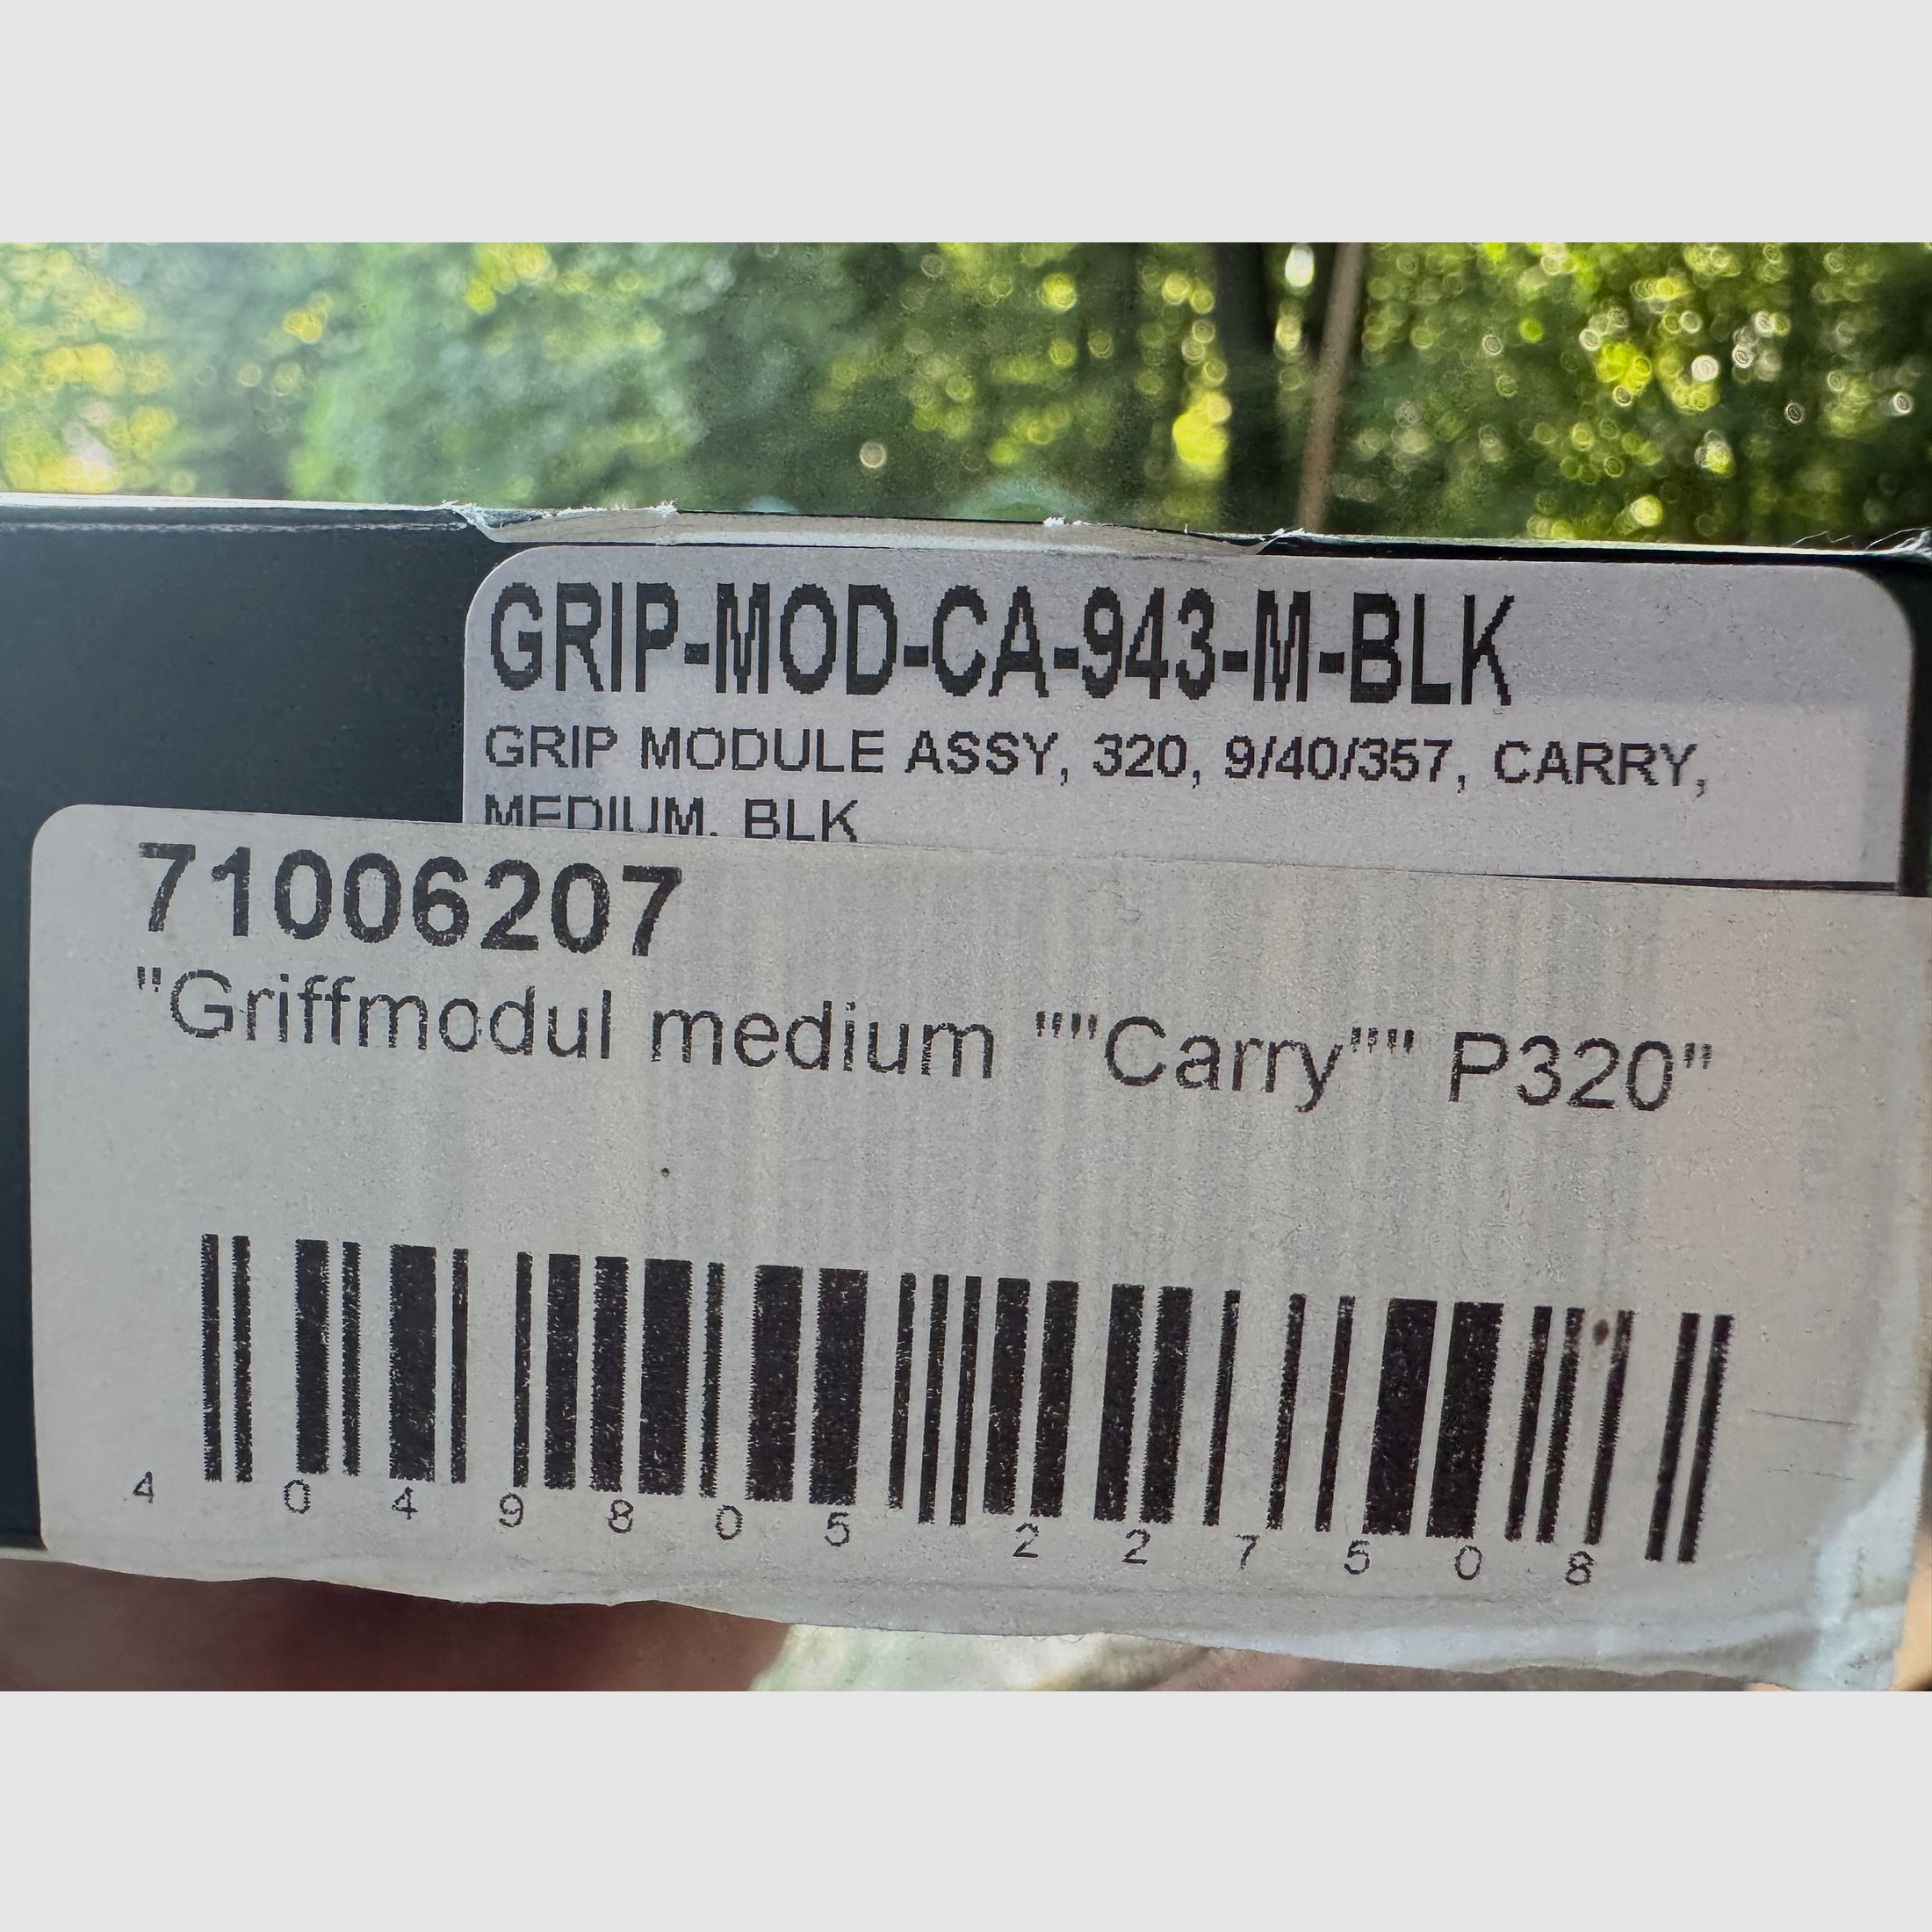 GRIP-MOD-CA-943-M-BLK
GRIP MODULE ASSY, 320, 9/40/357, CARRY,
MEDIUM, BLK
71006207
"Griffmodul medium ""Carry"" P320"
4 049805 227508